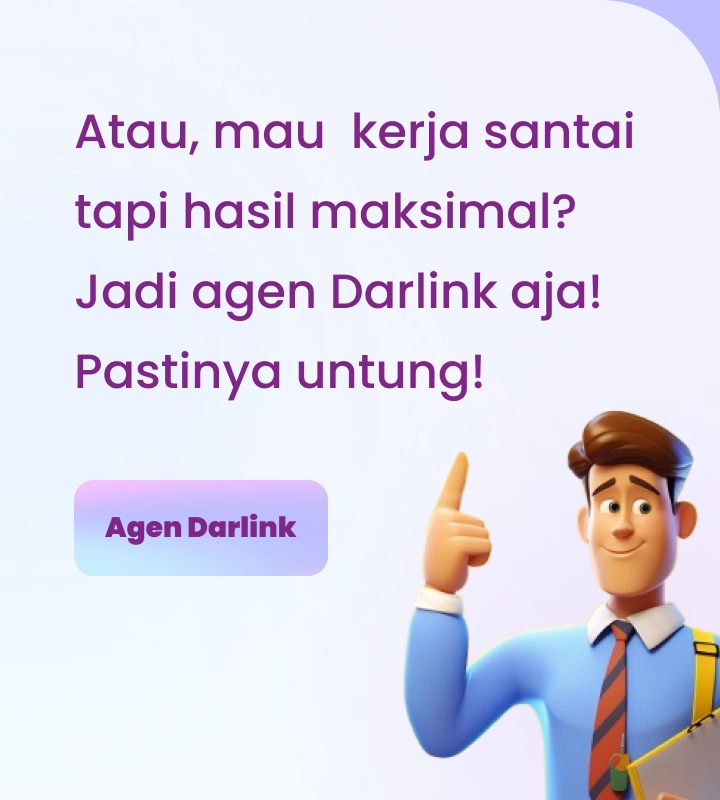 Atau, mau  kerja santai
tapi hasil maksimal?
Jadi agen Darlink aja!
Pastinya untung!
Agen Darlink